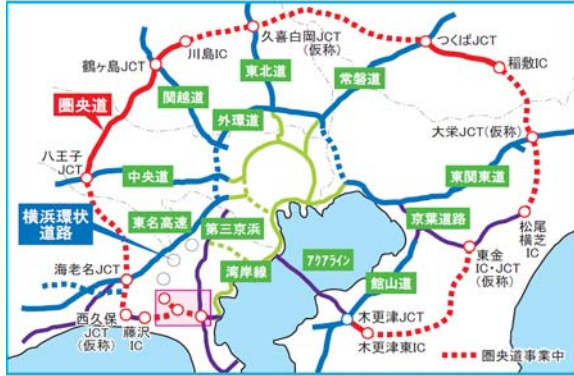 川島IC
久喜白岡JCT
(仮称)
つくばJCT
鶴ヶ島JCT
東北道
稲敷IC
関越道
常磐道
圏央道
外環道
大栄JCT(仮称)
八王子
JCT
中央道
東関東道
横浜環状
道路
東名高速
第三京浜
京葉道路
松尾
横芝
IC
海老名JCT
湾岸線
アクアライン
東金
IC・JCT
(仮称)
館山道
西久保
JCT
(仮称)
藤沢
IC
木更津JCT
木更津東IC
圏央道事業中